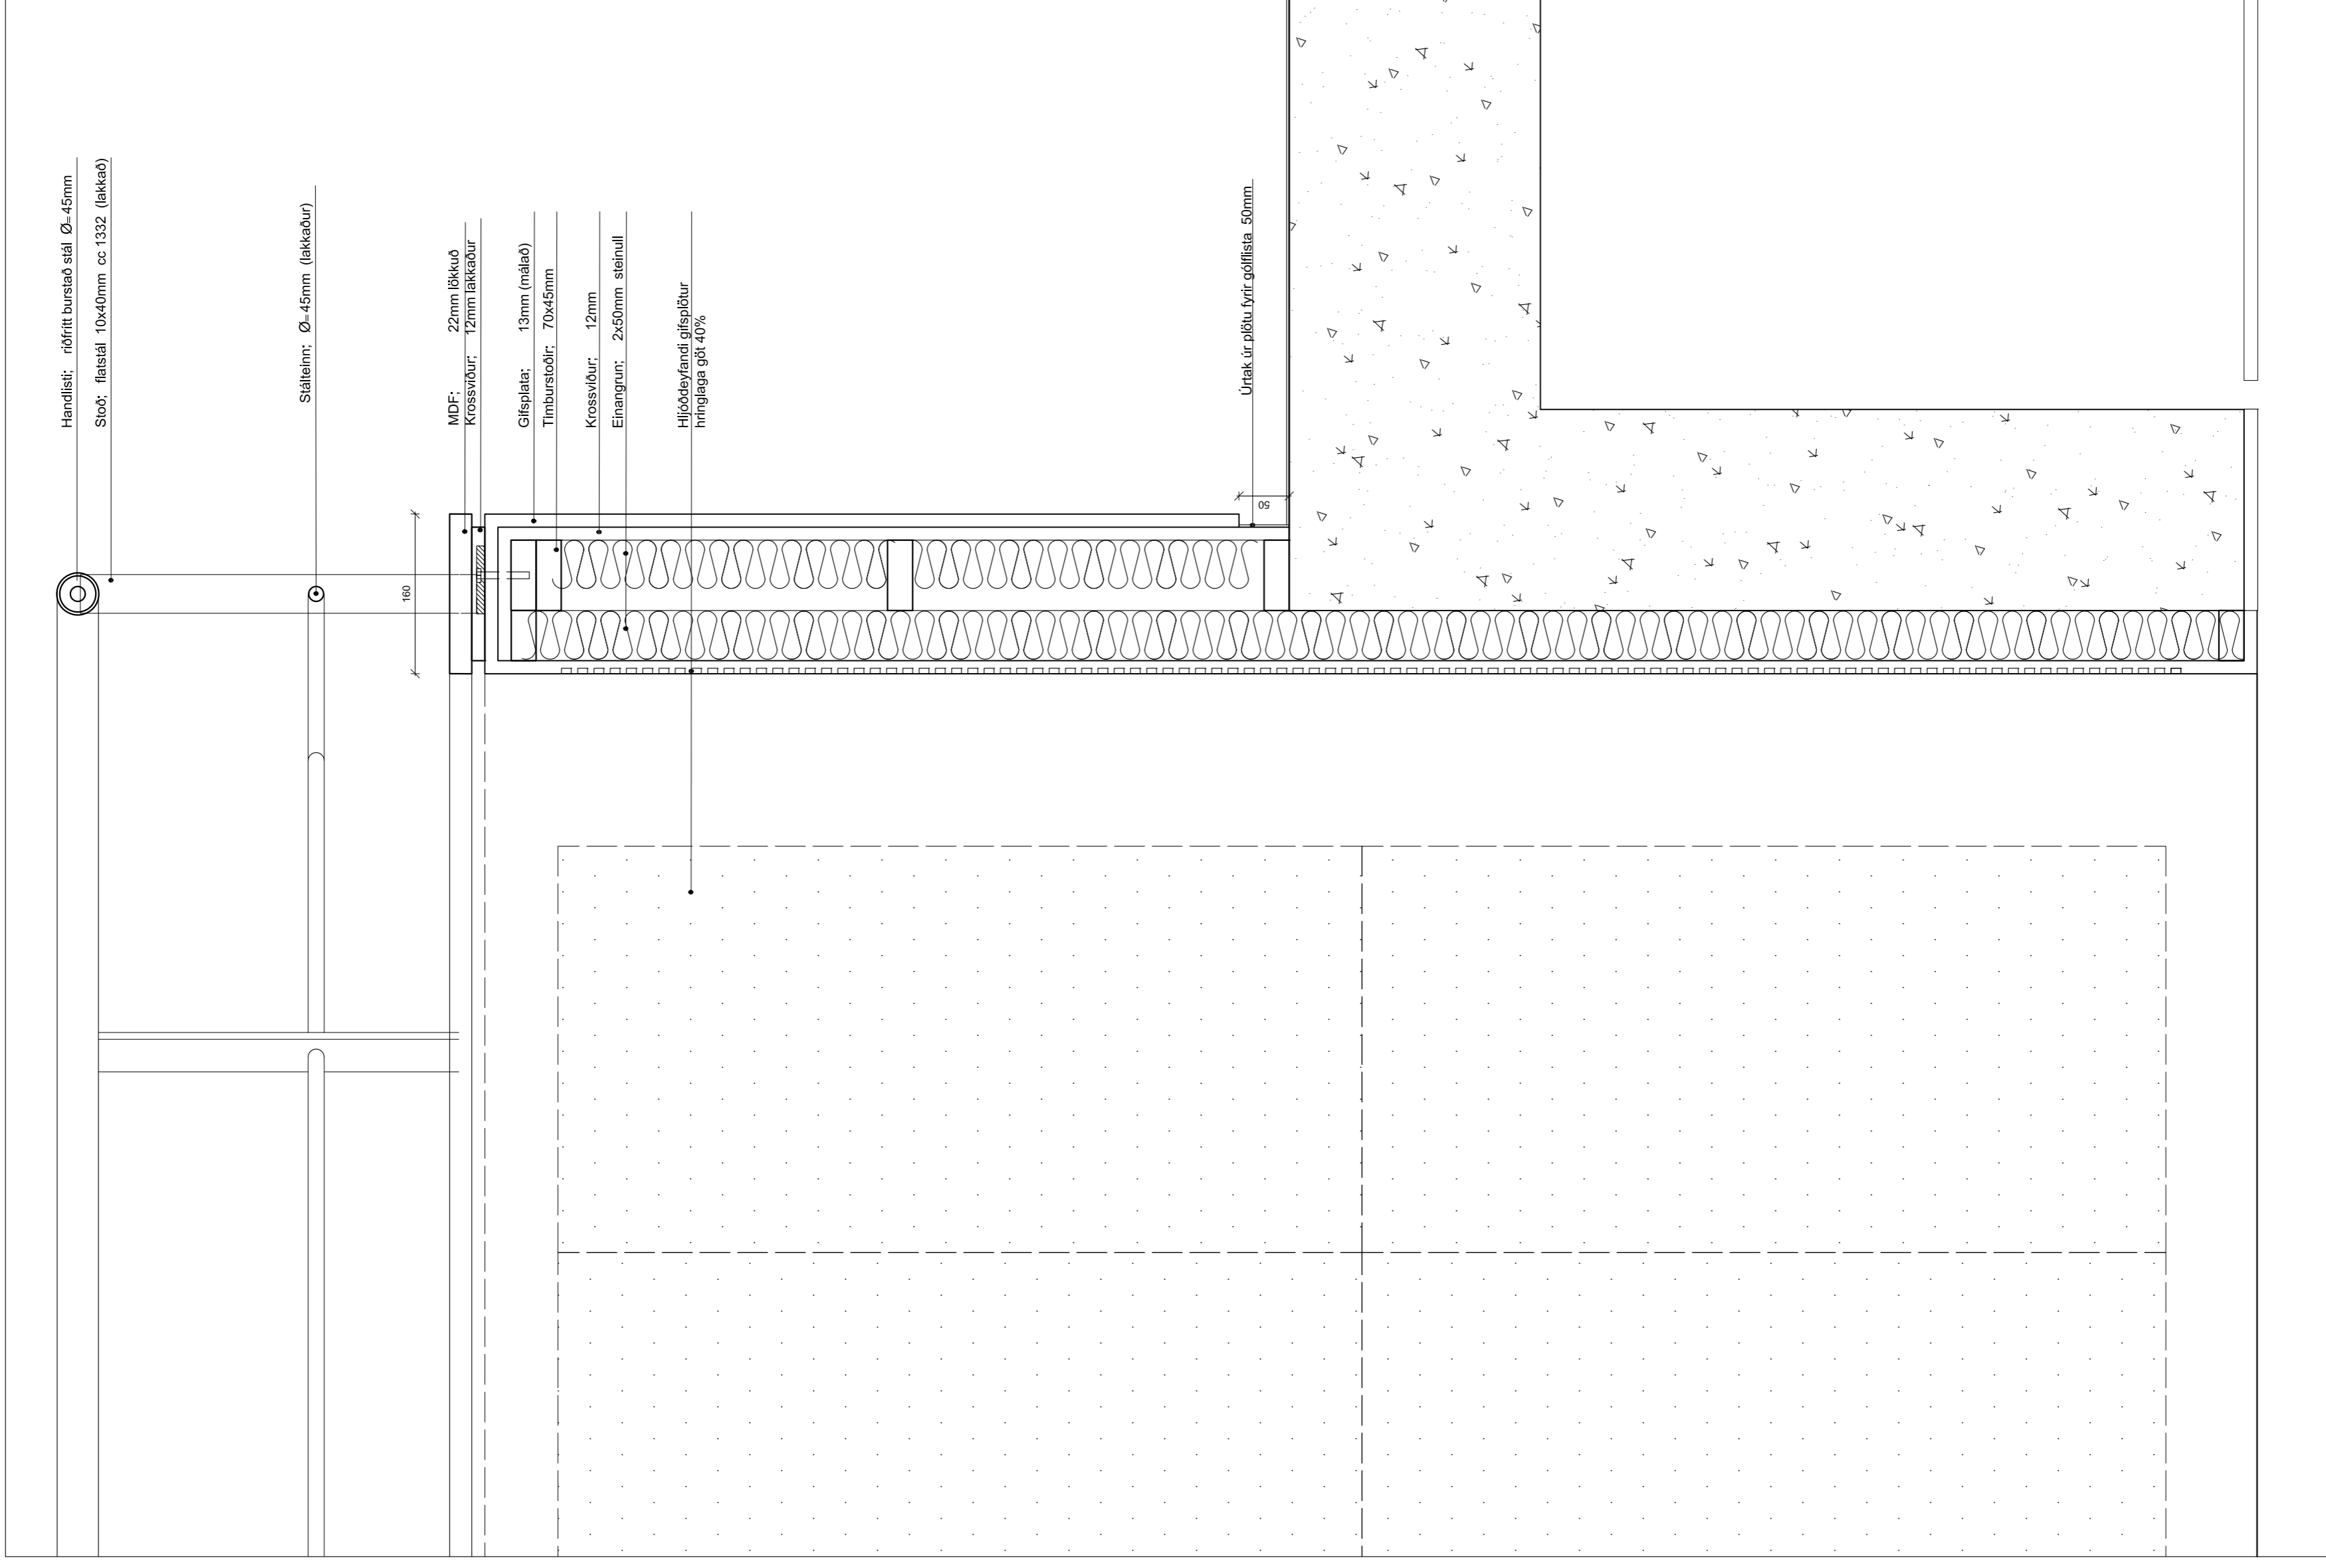 Handlisti; riðfrítt burstað stál Ø=45mm
Stoð; flatstál 10x40mm cc 1332 (lakkað)
Stálteinn; Ø=45mm (lakkaður)
MDF; 22mm lökkuð
Krossviður; 12mm lakkaður
Gifsplata; 13mm (málað)
Timburstoðir; 70x45mm
Krossviður; 12mm
Einangrun; 2x50mm steinull
Hljóðdeyfandi gifsplötur
hringlaga göt 40%
Úrtak úr plötu fyrir gólflista 50mm
160
50